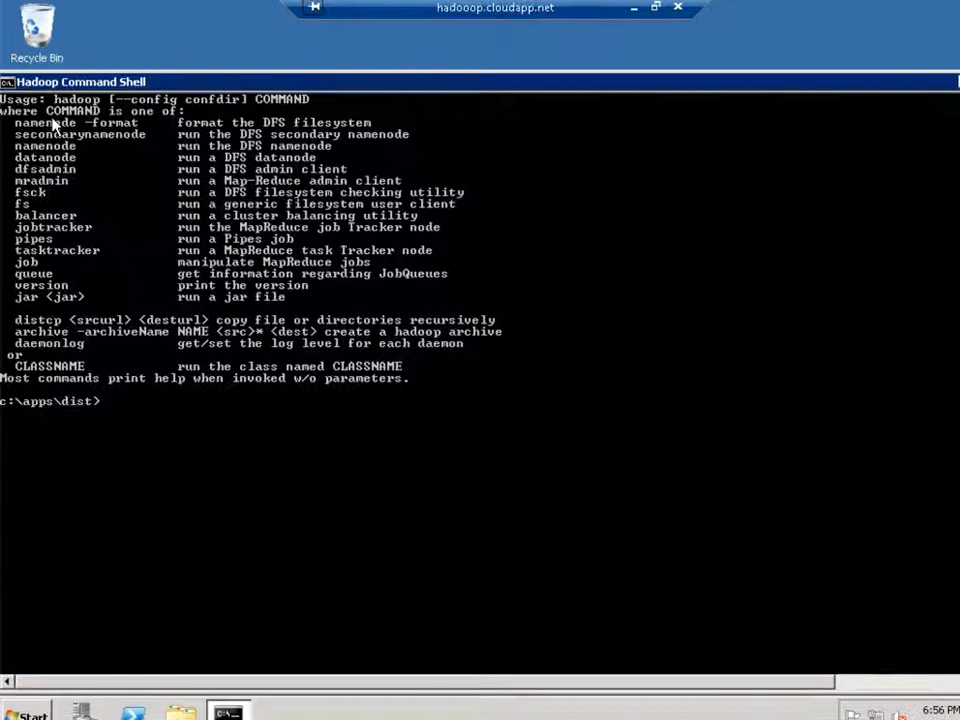 hadooop.cloudapp.net
Recycle Bin
Hadoop Command Shell
Usage: hadoop [--config confdir] COMMAND
where COMMAND is one of:
namenode -format format the DFS filesystem
secondarynamenode run the DFS secondary namenode
namenode run the DFS namenode
datanode run a DFS datanode
dfsadmin run a DFS admin client
mradmin run a Map-Reduce admin client
fsck run a DFS filesystem checking utility
fs run a generic filesystem user client
balancer run a cluster balancing utility
jobtracker run the MapReduce job Tracker node
pipes run a Pipes job
tasktracker run a MapReduce task Tracker node
job manipulate MapReduce jobs
queue get information regarding JobQueues
version print the version
jar <jar> run a jar file
distcp <srcurl> <desturl> copy file or directories recursively
archive -archiveName NAME <src>* <dest> create a hadoop archive
daemonlog get/set the log level for each daemon
or
CLASSNAME run the class named CLASSNAME
Most commands print help when invoked w/o parameters.
c:\apps\dist>
Start
6:56 PM